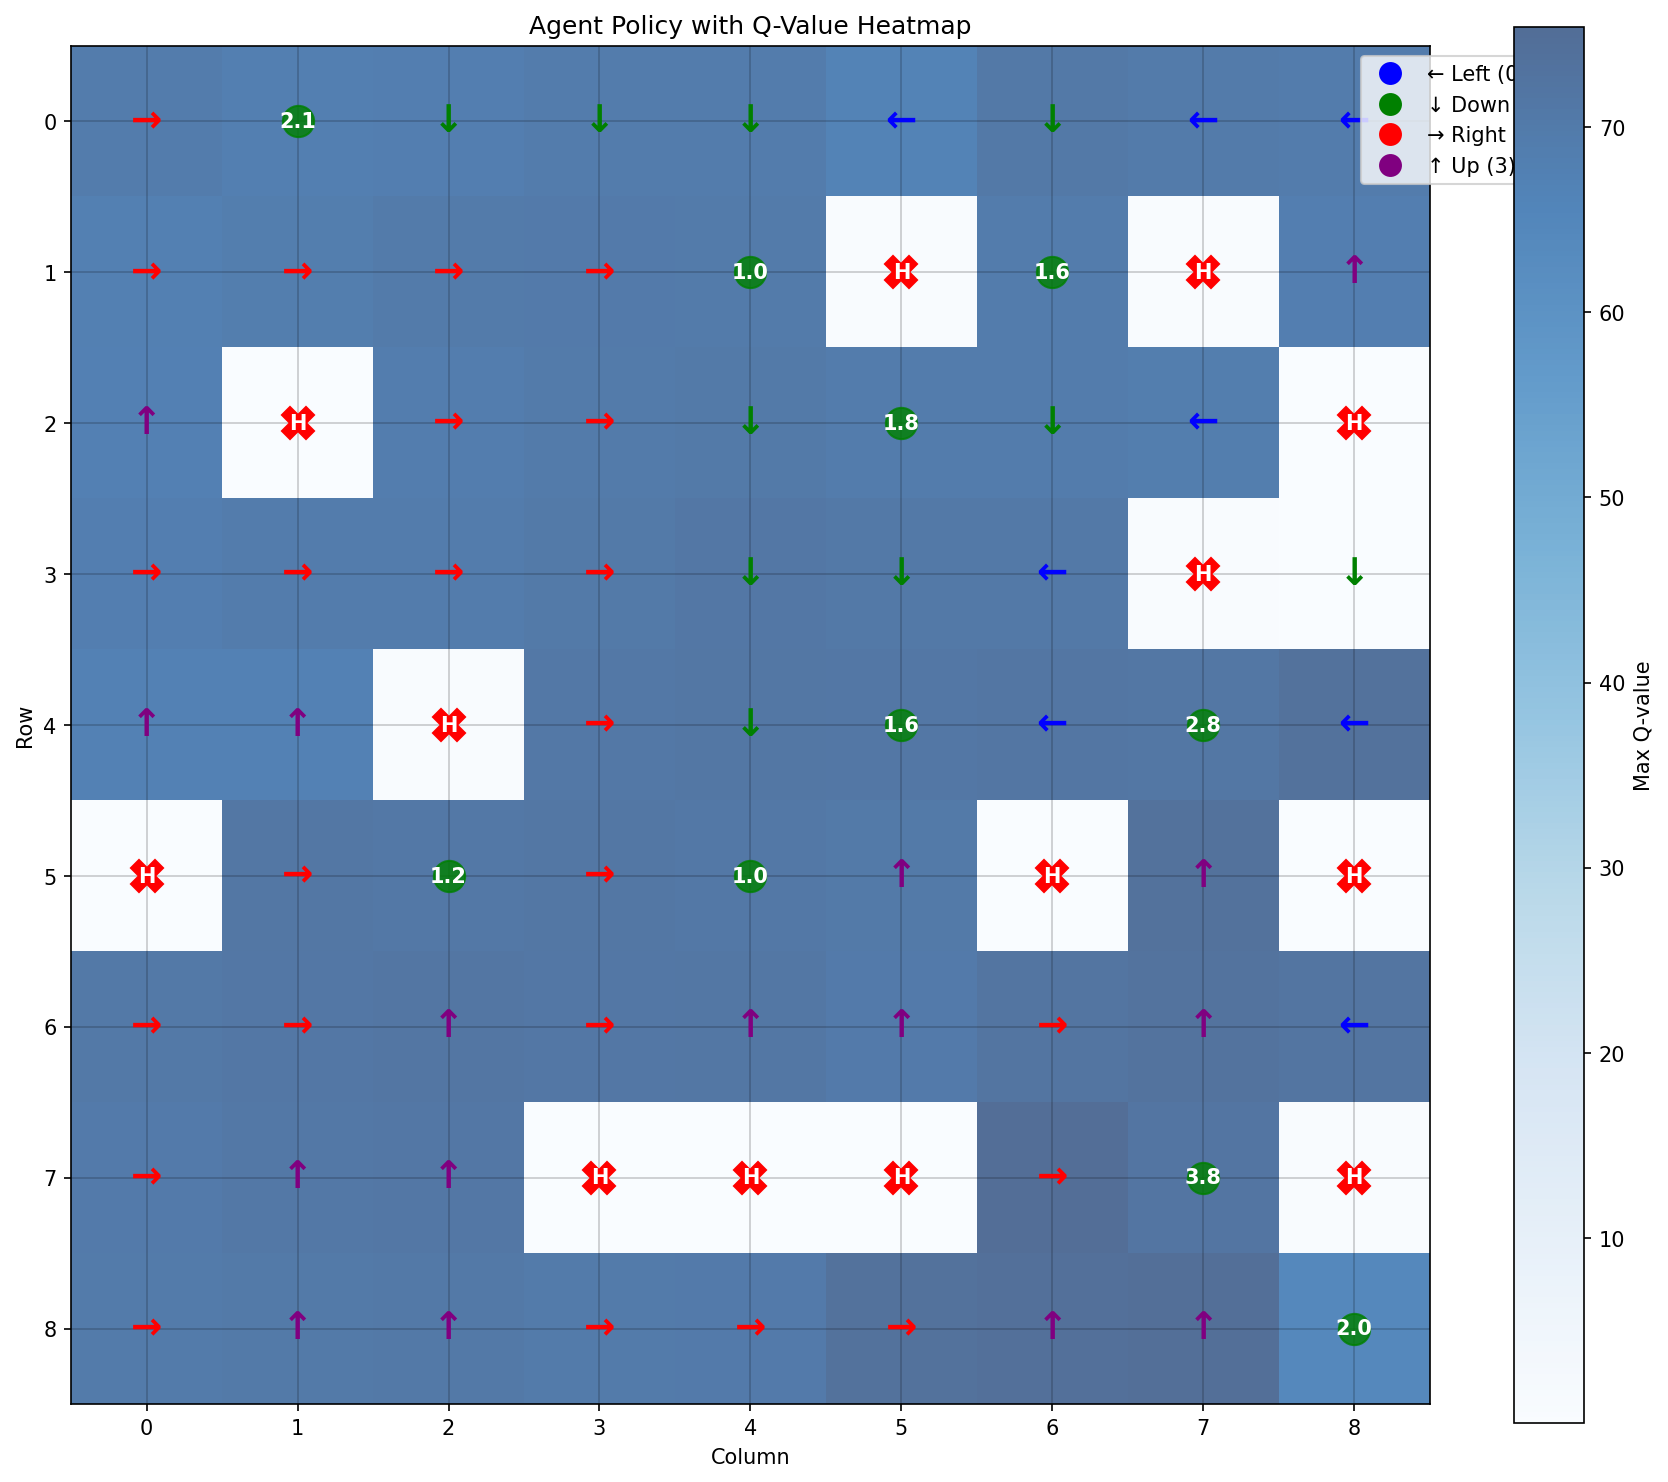 Agent Policy with Q-Value Heatmap
← Left (0
↓ Down
→ Right
↑ Up (3)
0 → 2.1 ↓ ↓ ↓ ← ↓ ← ←
1 → → → → 1.0 H 1.6 H ↑
2 ↑ H → → ↓ 1.8 ↓ ← H
3 → → → → ↓ ↓ ← H ↓
4 ↑ ↑ H → ↓ 1.6 ← 2.8 ←
5 H → 1.2 → 1.0 ↑ H ↑ H
6 → → ↑ → ↑ ↑ → ↑ ←
7 → ↑ ↑ H H H → 3.8 H
8 → ↑ ↑ → → → ↑ ↑ 2.0
0 1 2 3 4 5 6 7 8
Column
Row
70
60
50
40
30
20
10
Max Q-value